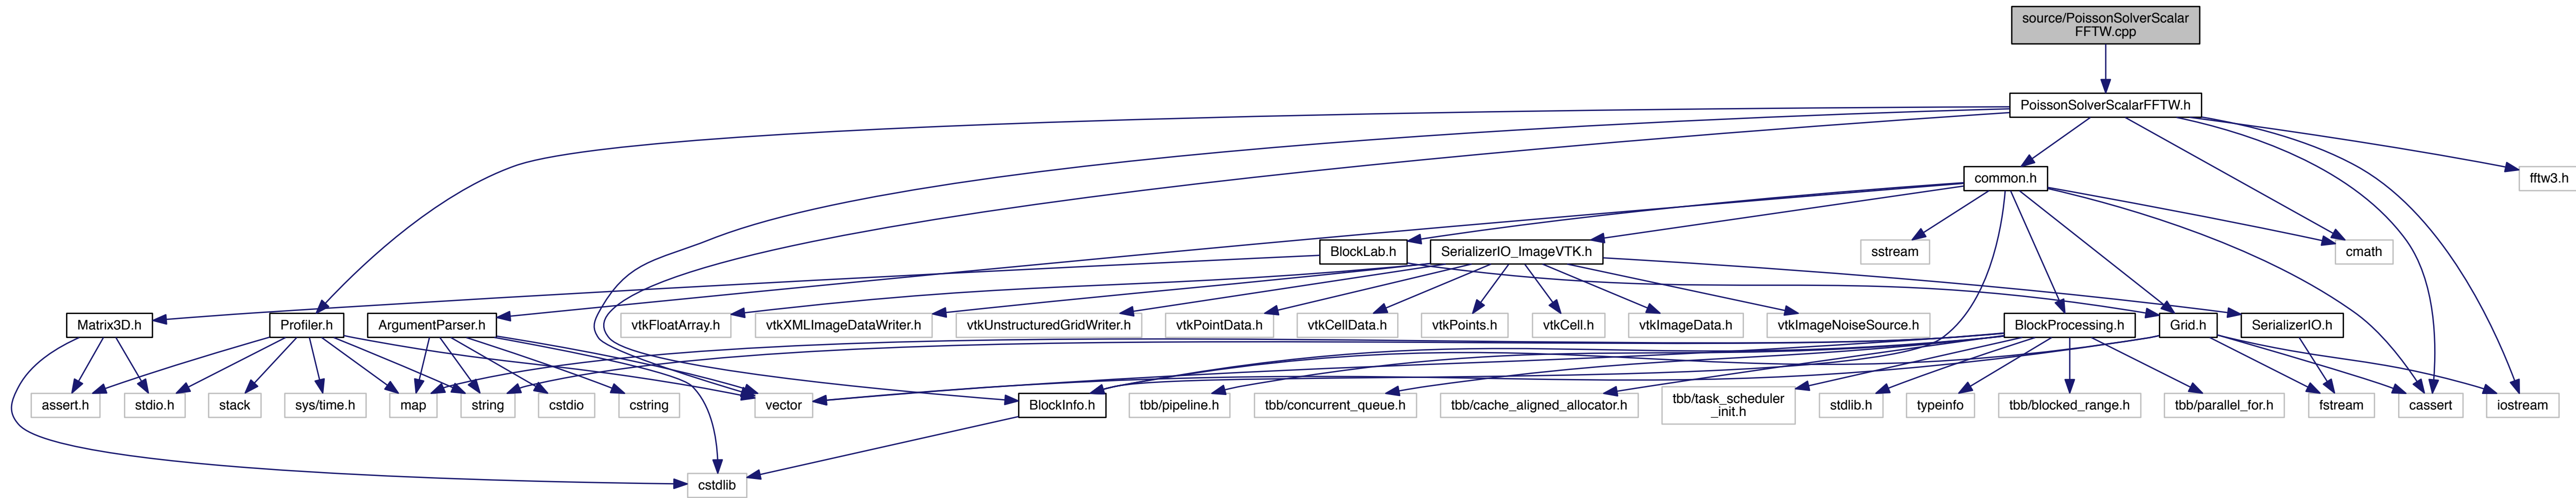 source/PoissonSolverScalar
FFTW.cpp
PoissonSolverScalarFFTW.h
common.h
fftw3.h
BlockLab.h
SerializerIO_ImageVTK.h
sstream
cmath
Matrix3D.h
Profiler.h
ArgumentParser.h
vtkFloatArray.h
vtkXMLImageDataWriter.h
vtkUnstructuredGridWriter.h
vtkPointData.h
vtkCellData.h
vtkPoints.h
vtkCell.h
vtkImageData.h
vtkImageNoiseSource.h
BlockProcessing.h
Grid.h
SerializerIO.h
assert.h
stdio.h
stack
sys/time.h
map
string
cstdio
cstring
vector
BlockInfo.h
tbb/pipeline.h
tbb/concurrent_queue.h
tbb/cache_aligned_allocator.h
tbb/task_scheduler
_init.h
stdlib.h
typeinfo
tbb/blocked_range.h
tbb/parallel_for.h
fstream
cassert
iostream
cstdlib